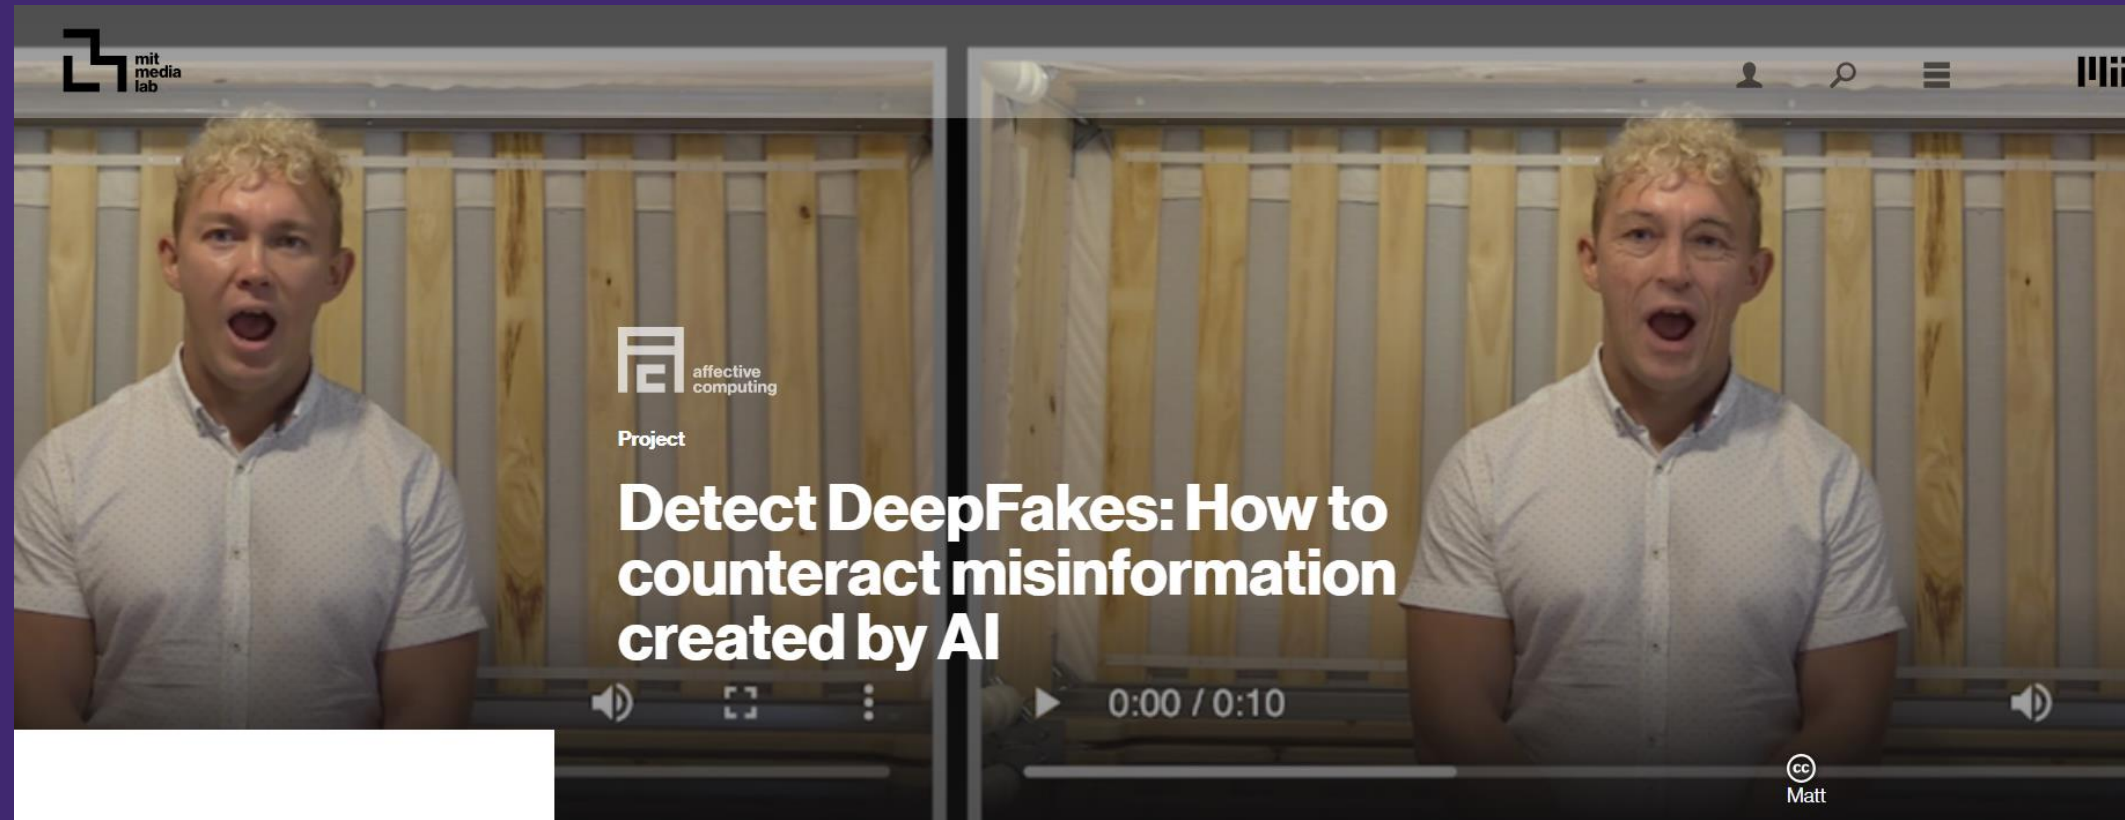 mit
media
lab
affective
computing
Project
Detect DeepFakes: How to
counteract misinformation
created by AI
0:00 / 0:10
cc
Matt